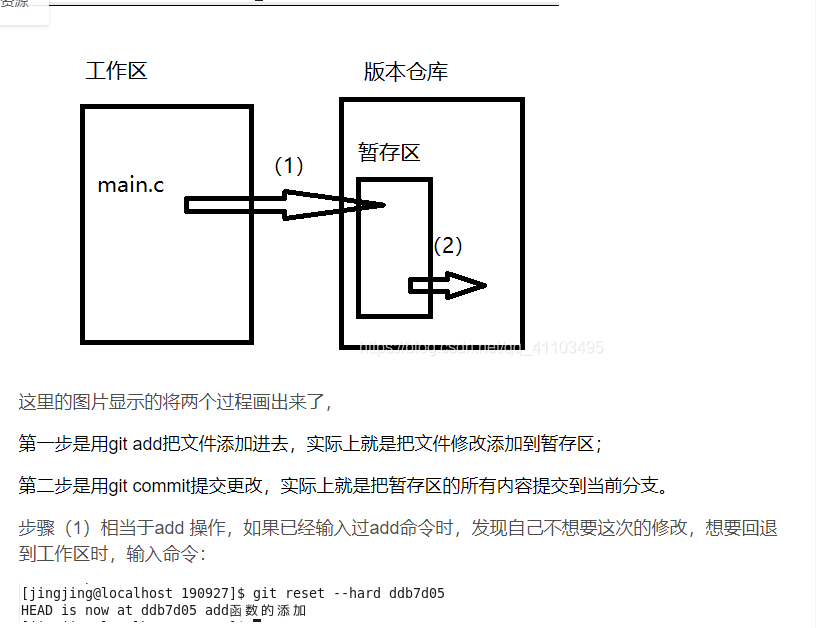 资源
工作区
版本仓库
(1)
暂存区
main.c
(2)
https://blog.csdn.net/qq_41103495
这里的图片显示的将两个过程画出来了，
第一步是用git add把文件添加进去，实际上就是把文件修改添加到暂存区；
第二步是用git commit提交更改，实际上就是把暂存区的所有内容提交到当前分支。
步骤（1）相当于add 操作，如果已经输入过add命令时，发现自己不想要这次的修改，想要回退
到工作区时，输入命令：
[jingjing@localhost 190927]$ git reset --hard ddb7d05
HEAD is now at ddb7d05 add函数的添加